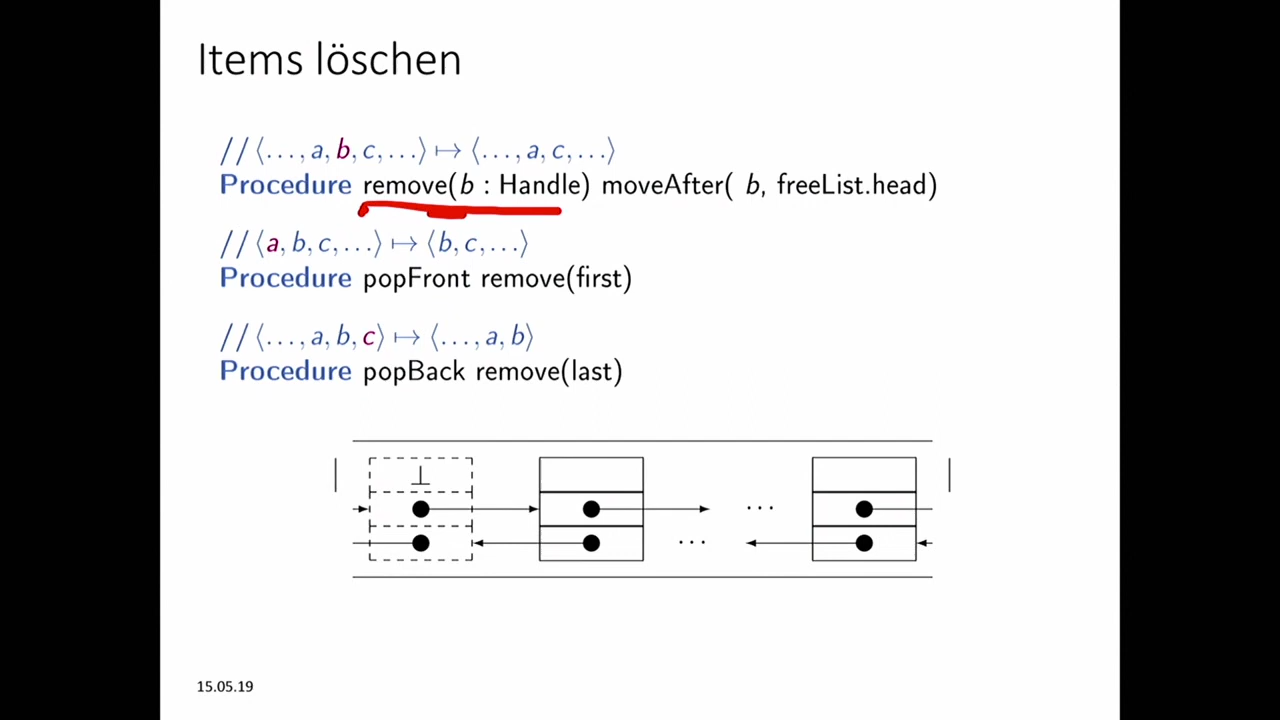 Items löschen
//⟨…, a, b, c, …⟩ ↦ ⟨…, a, c, …⟩
Procedure remove(b : Handle) moveAfter( b, freeList.head)
//⟨a, b, c, …⟩ ↦ ⟨b, c, …⟩
Procedure popFront remove(first)
//⟨…, a, b, c⟩ ↦ ⟨…, a, b⟩
Procedure popBack remove(last)
⊥
⋯
⋯
15.05.19